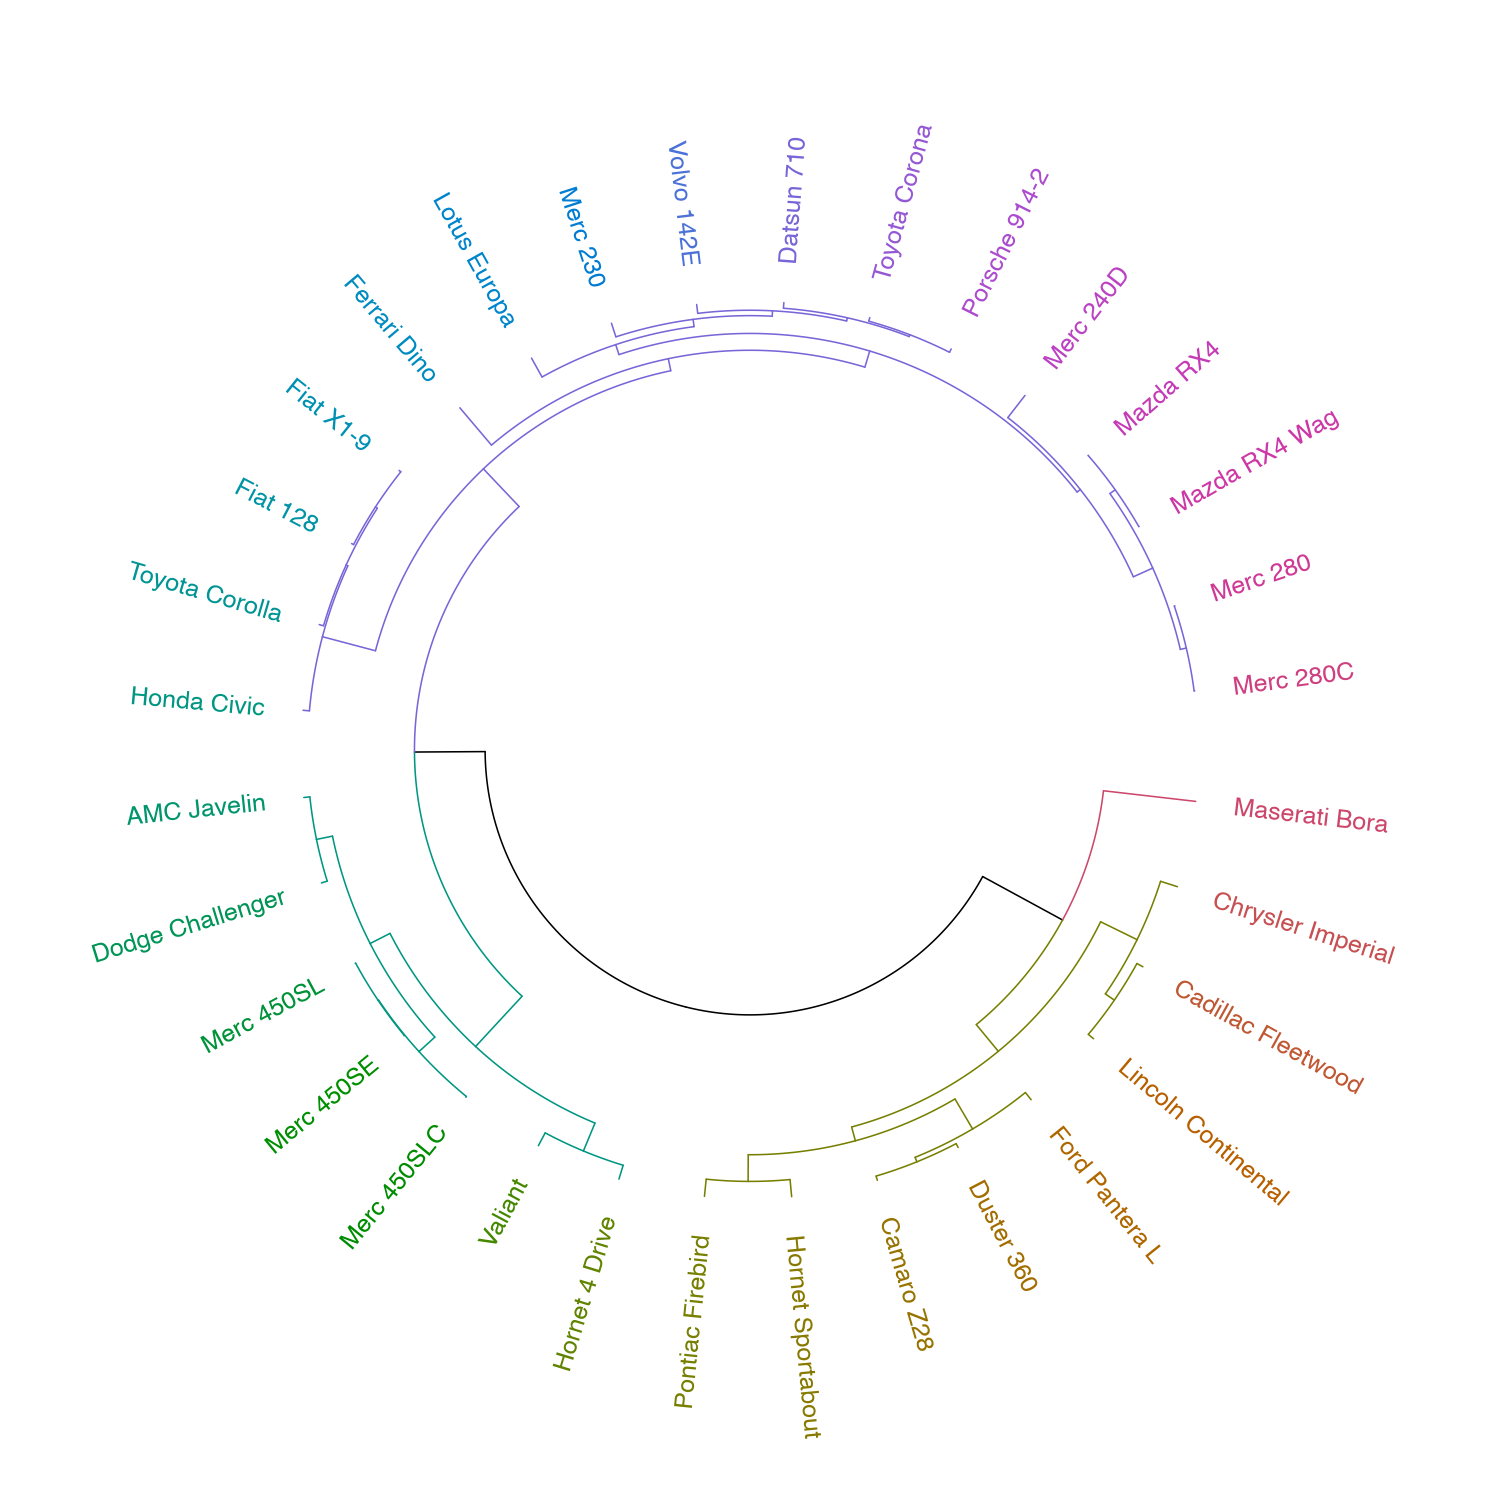 Volvo 142E
Datsun 710
Toyota Corona
Porsche 914-2
Merc 240D
Mazda RX4
Mazda RX4 Wag
Merc 280
Merc 280C
Maserati Bora
Chrysler Imperial
Cadillac Fleetwood
Lincoln Continental
Ford Pantera L
Duster 360
Camaro Z28
Hornet Sportabout
Pontiac Firebird
Hornet 4 Drive
Valiant
Merc 450SLC
Merc 450SE
Merc 450SL
Dodge Challenger
AMC Javelin
Honda Civic
Toyota Corolla
Fiat 128
Fiat X1-9
Ferrari Dino
Lotus Europa
Merc 230